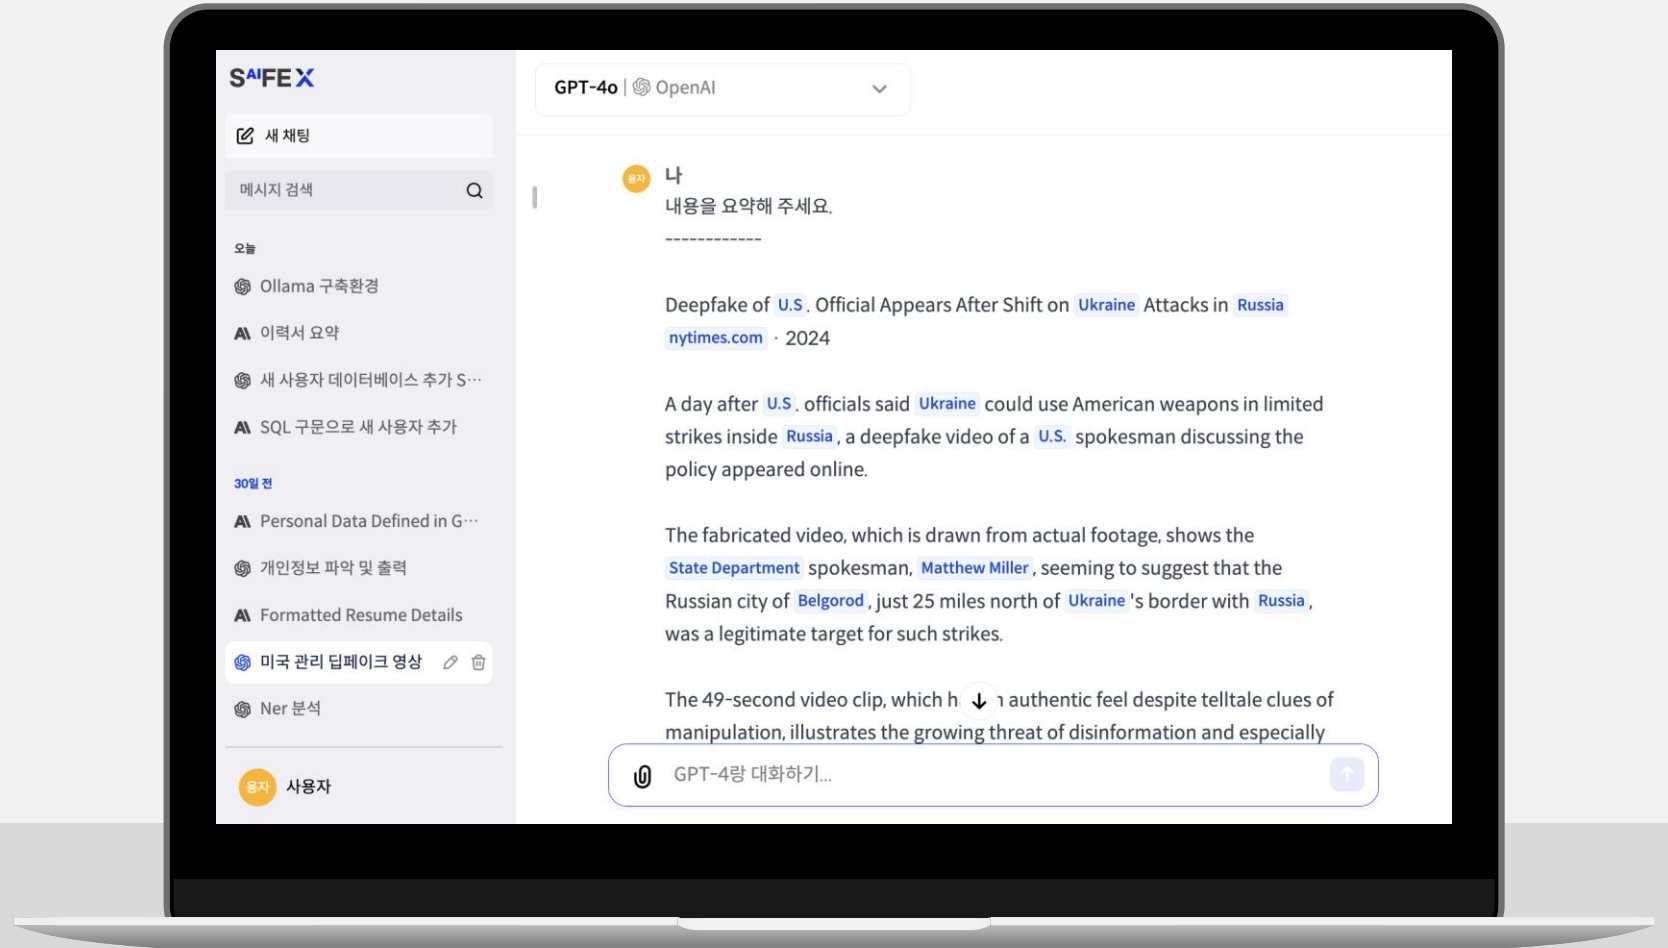 SAIFEX
새 채팅
메시지 검색
오늘
Ollama 구축환경
이력서 요약
새 사용자 데이터베이스 추가 S…
SQL 구문으로 새 사용자 추가
30일 전
Personal Data Defined in G…
개인정보 파악 및 출력
Formatted Resume Details
미국 관리 딥페이크 영상
Ner 분석
용자 사용자
GPT-4o | OpenAI
용자 나
내용을 요약해 주세요.
------------
Deepfake of U.S. Official Appears After Shift on Ukraine Attacks in Russia
nytimes.com · 2024
A day after U.S. officials said Ukraine could use American weapons in limited
strikes inside Russia, a deepfake video of a U.S. spokesman discussing the
policy appeared online.
The fabricated video, which is drawn from actual footage, shows the
State Department spokesman, Matthew Miller, seeming to suggest that the
Russian city of Belgorod, just 25 miles north of Ukraine's border with Russia,
was a legitimate target for such strikes.
The 49-second video clip, which authentic feel despite telltale clues of
manipulation, illustrates the growing threat of disinformation and especially
GPT-4랑 대화하기...